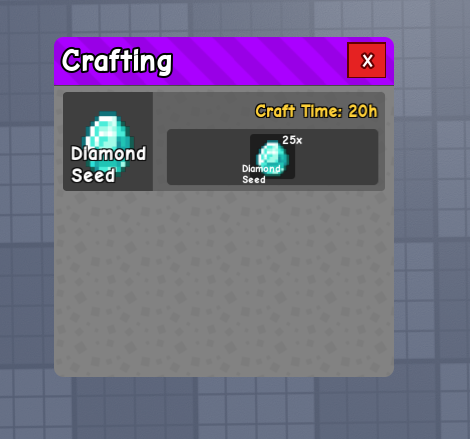 Crafting
X
Craft Time: 20h
Diamond
Seed
25x
Diamond
Seed